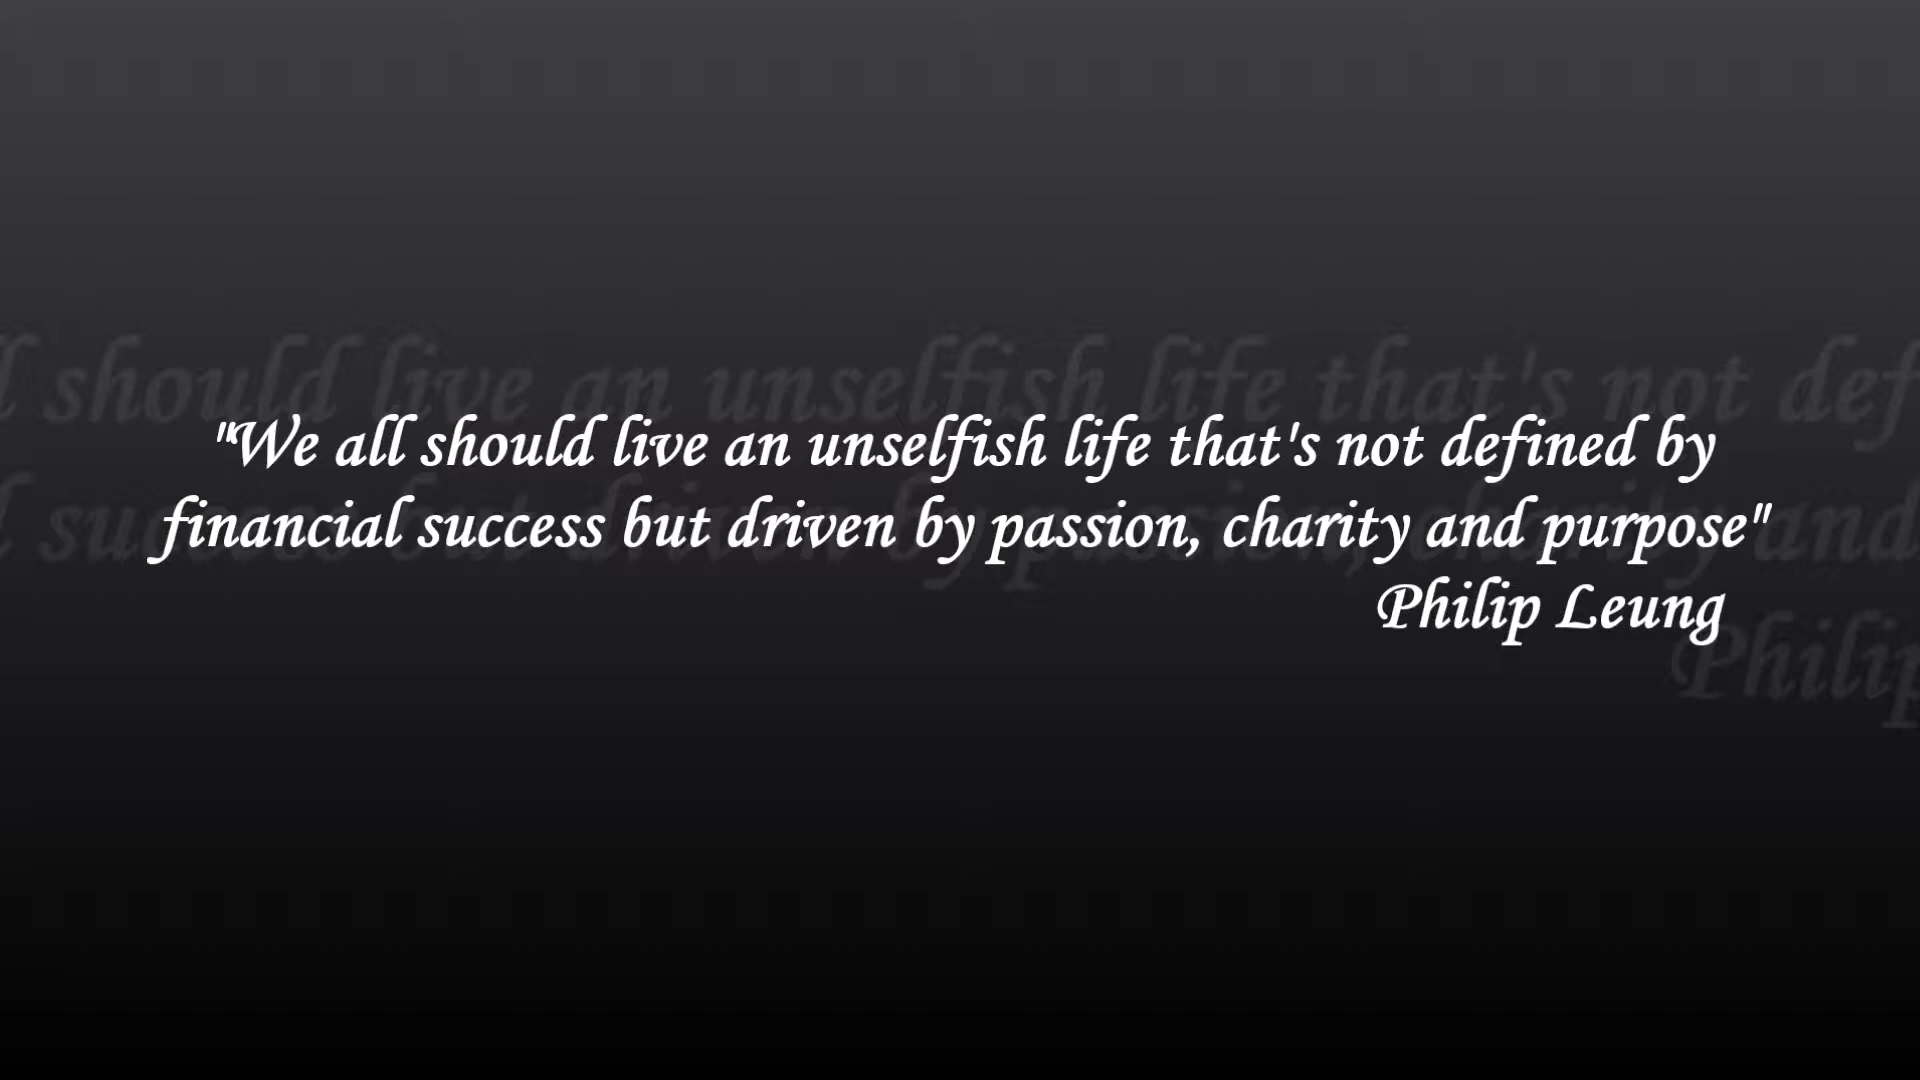 "We all should live an unselfish life that's not defined by
financial success but driven by passion, charity and purpose"
Philip Leung